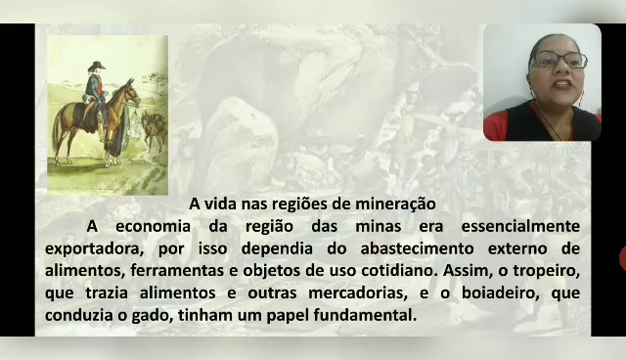 A vida nas regiões de mineração
A economia da região das minas era essencialmente
exportadora, por isso dependia do abastecimento externo de
alimentos, ferramentas e objetos de uso cotidiano. Assim, o tropeiro,
que trazia alimentos e outras mercadorias, e o boiadeiro, que
conduzia o gado, tinham um papel fundamental.